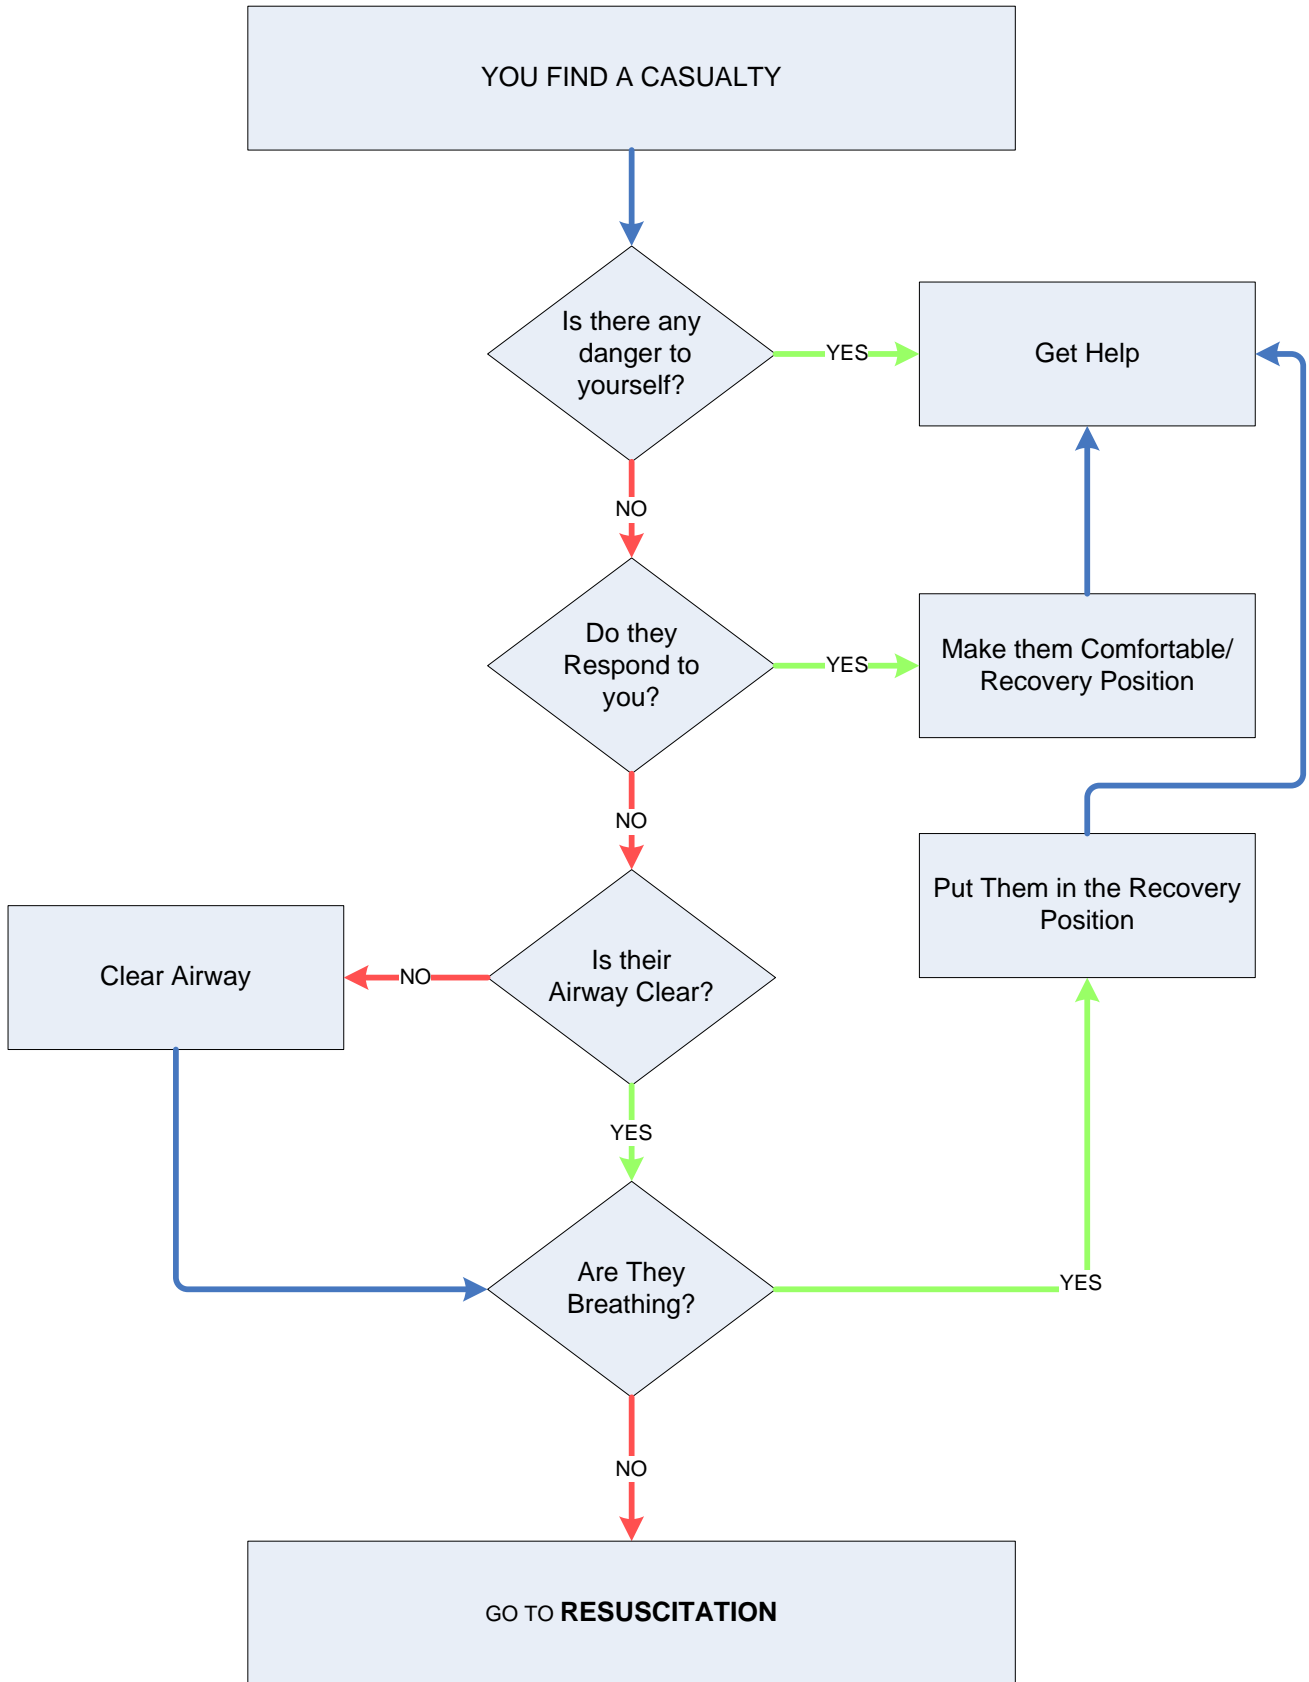 YOU FIND A CASUALTY
Is there any
danger to
yourself?
YES
Get Help
NO
Do they
Respond to
you?
YES
Make them Comfortable/
Recovery Position
NO
Put Them in the Recovery
Position
Is their
Airway Clear?
NO
Clear Airway
YES
Are They
Breathing?
YES
NO
GO TO RESUSCITATION